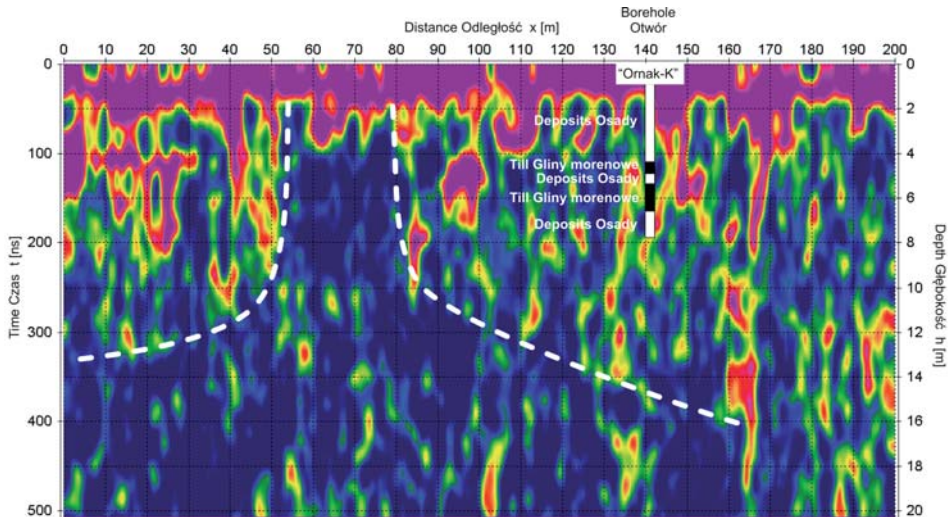 Borehole
Distance Odległość x [m]
Otwór
0 10 20 30 40 50 60 70 80 90 100 110 120 130 140 150 160 170 180 190 200
"Ornak-K"
0 0
2
Deposits Osady
100 4
Till Gliny morenowe
Deposits Osady
Till Gliny morenowe
6
Deposits Osady
200 8
10
300 12
14
400 16
18
500 20
Time Czas t [ns]
Depth Głębokość h [m]